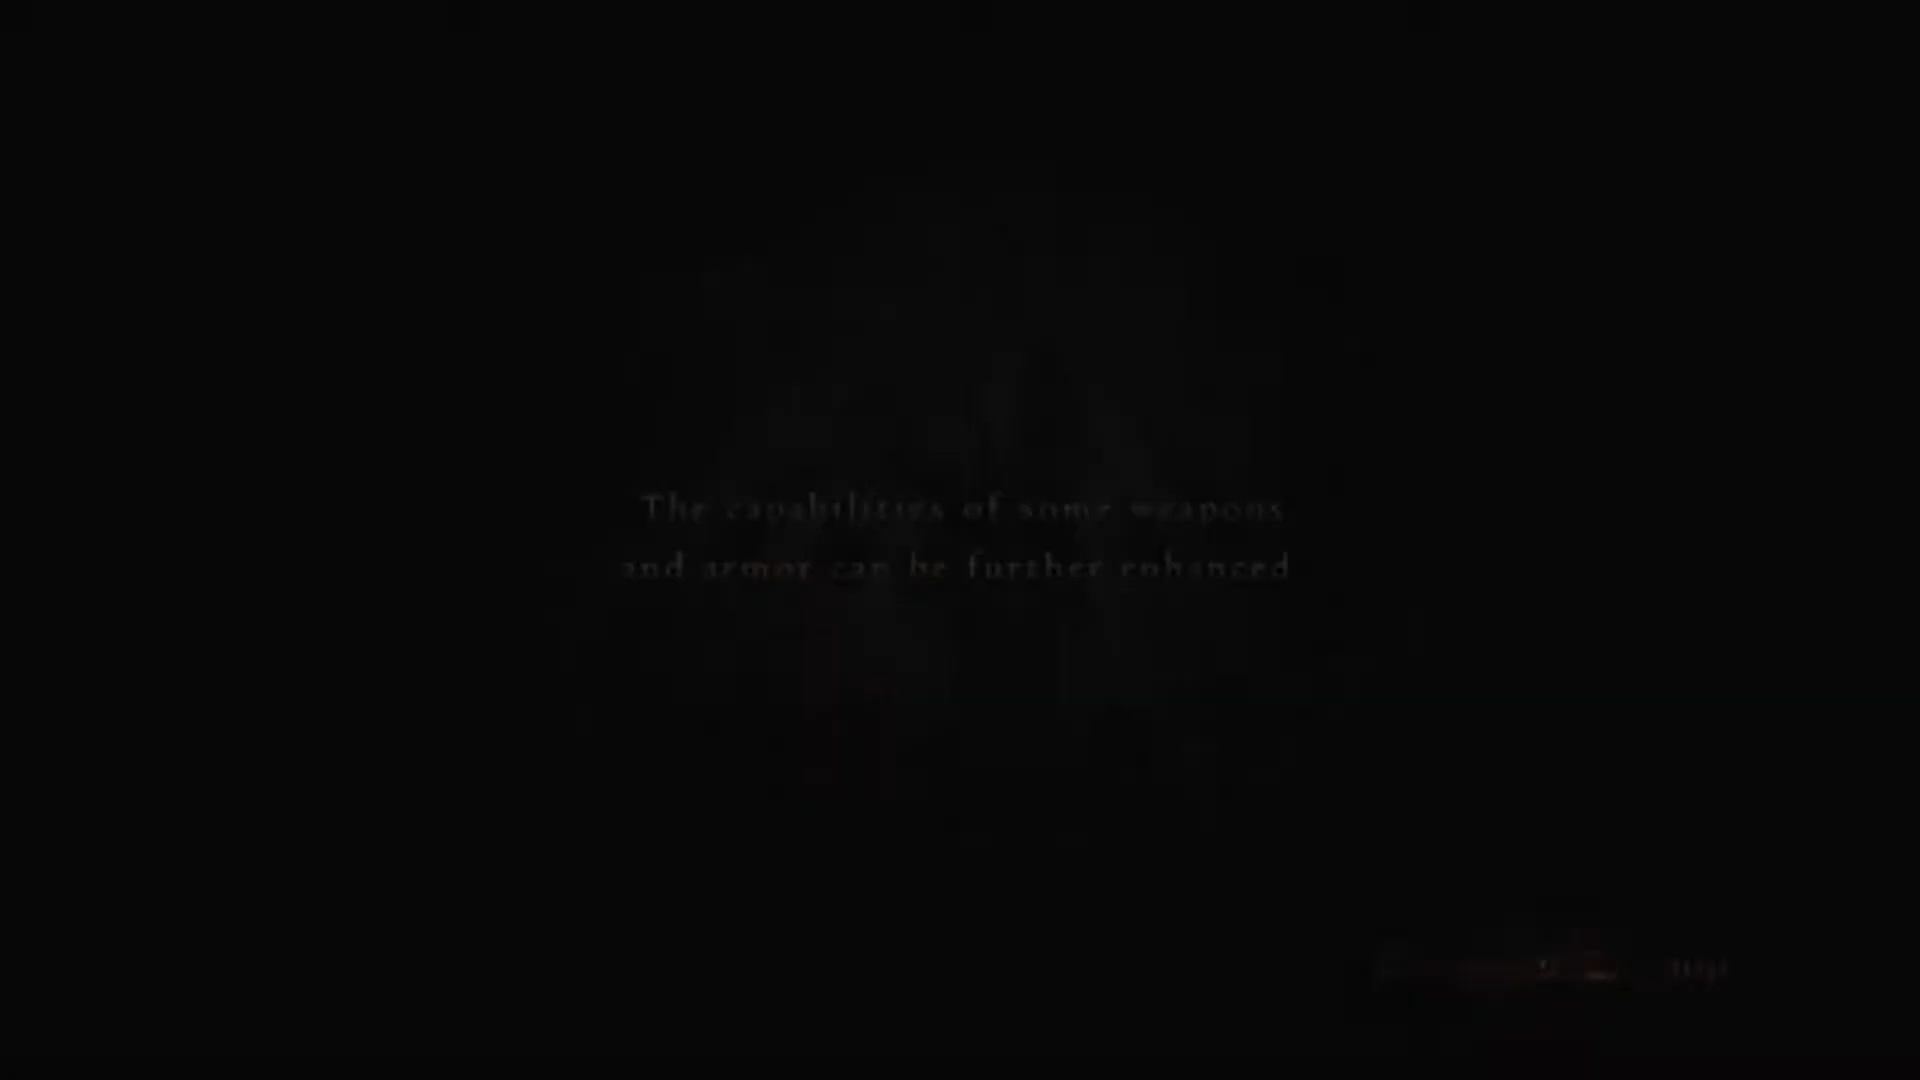 The capabilities of some weapons
and armor can be further enhanced